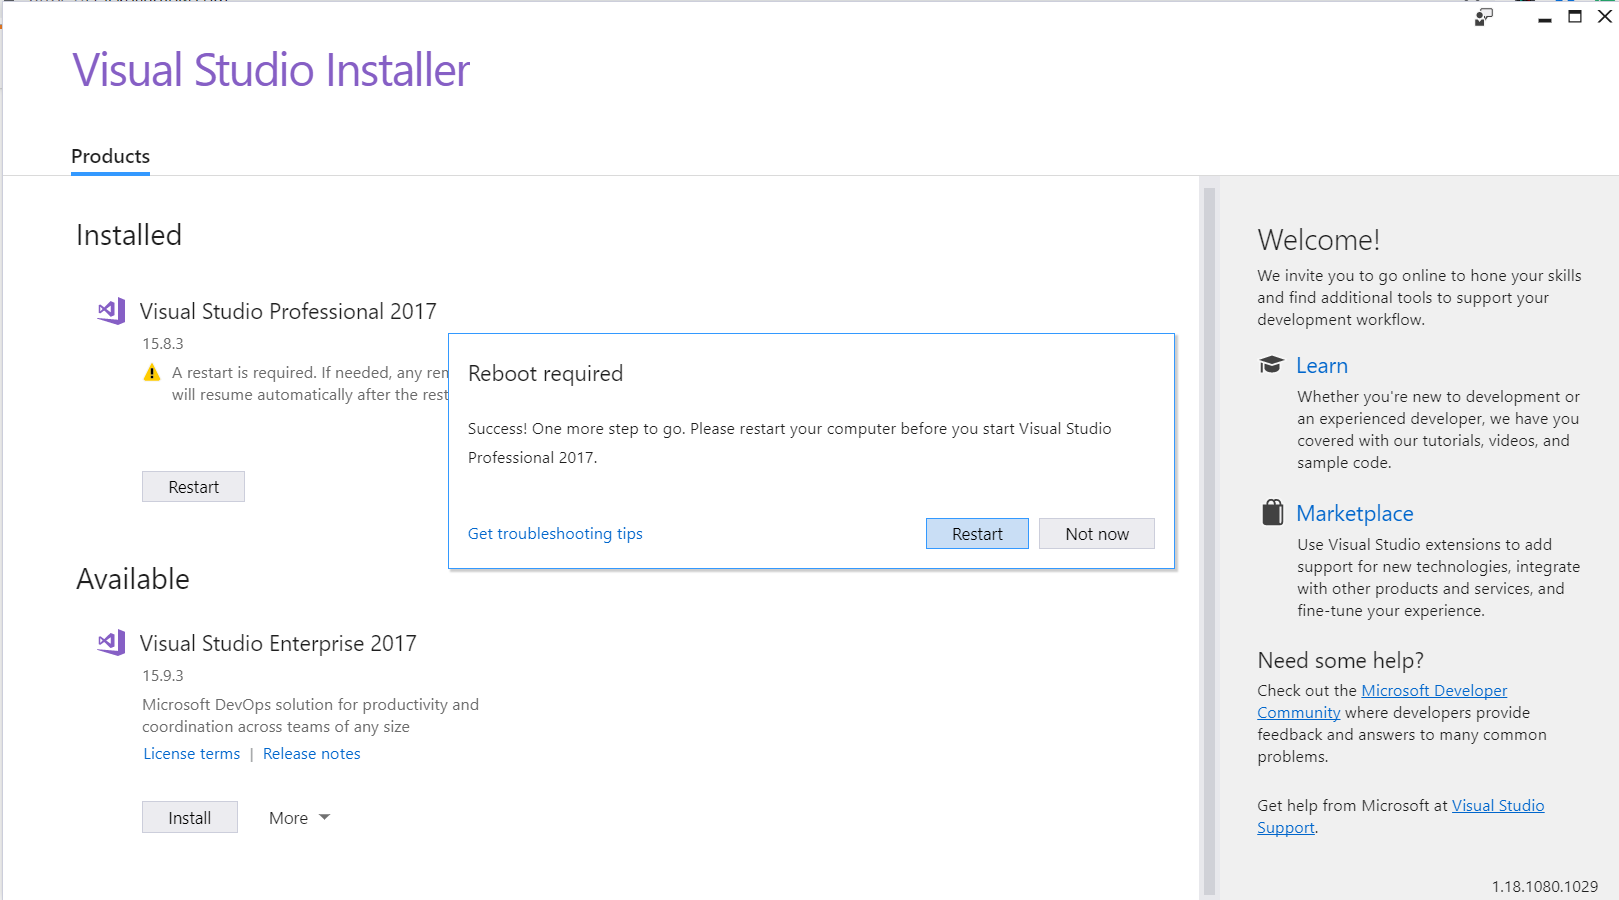 Visual Studio Installer
Products
Installed
Visual Studio Professional 2017
15.8.3
A restart is required. If needed, any
will resume automatically after the
Restart
Reboot required
Success! One more step to go. Please restart your computer before you start Visual Studio
Professional 2017.
Get troubleshooting tips
Restart
Not now
Available
Visual Studio Enterprise 2017
15.9.3
Microsoft DevOps solution for productivity and
coordination across teams of any size
License terms | Release notes
Install
More
Welcome!
We invite you to go online to hone your skills
and find additional tools to support your
development workflow.
Learn
Whether you're new to development or
an experienced developer, we have you
covered with our tutorials, videos, and
sample code.
Marketplace
Use Visual Studio extensions to add
support for new technologies, integrate
with other products and services, and
fine-tune your experience.
Need some help?
Check out the Microsoft Developer
Community where developers provide
feedback and answers to many common
problems.
Get help from Microsoft at Visual Studio
Support.
1.18.1080.1029